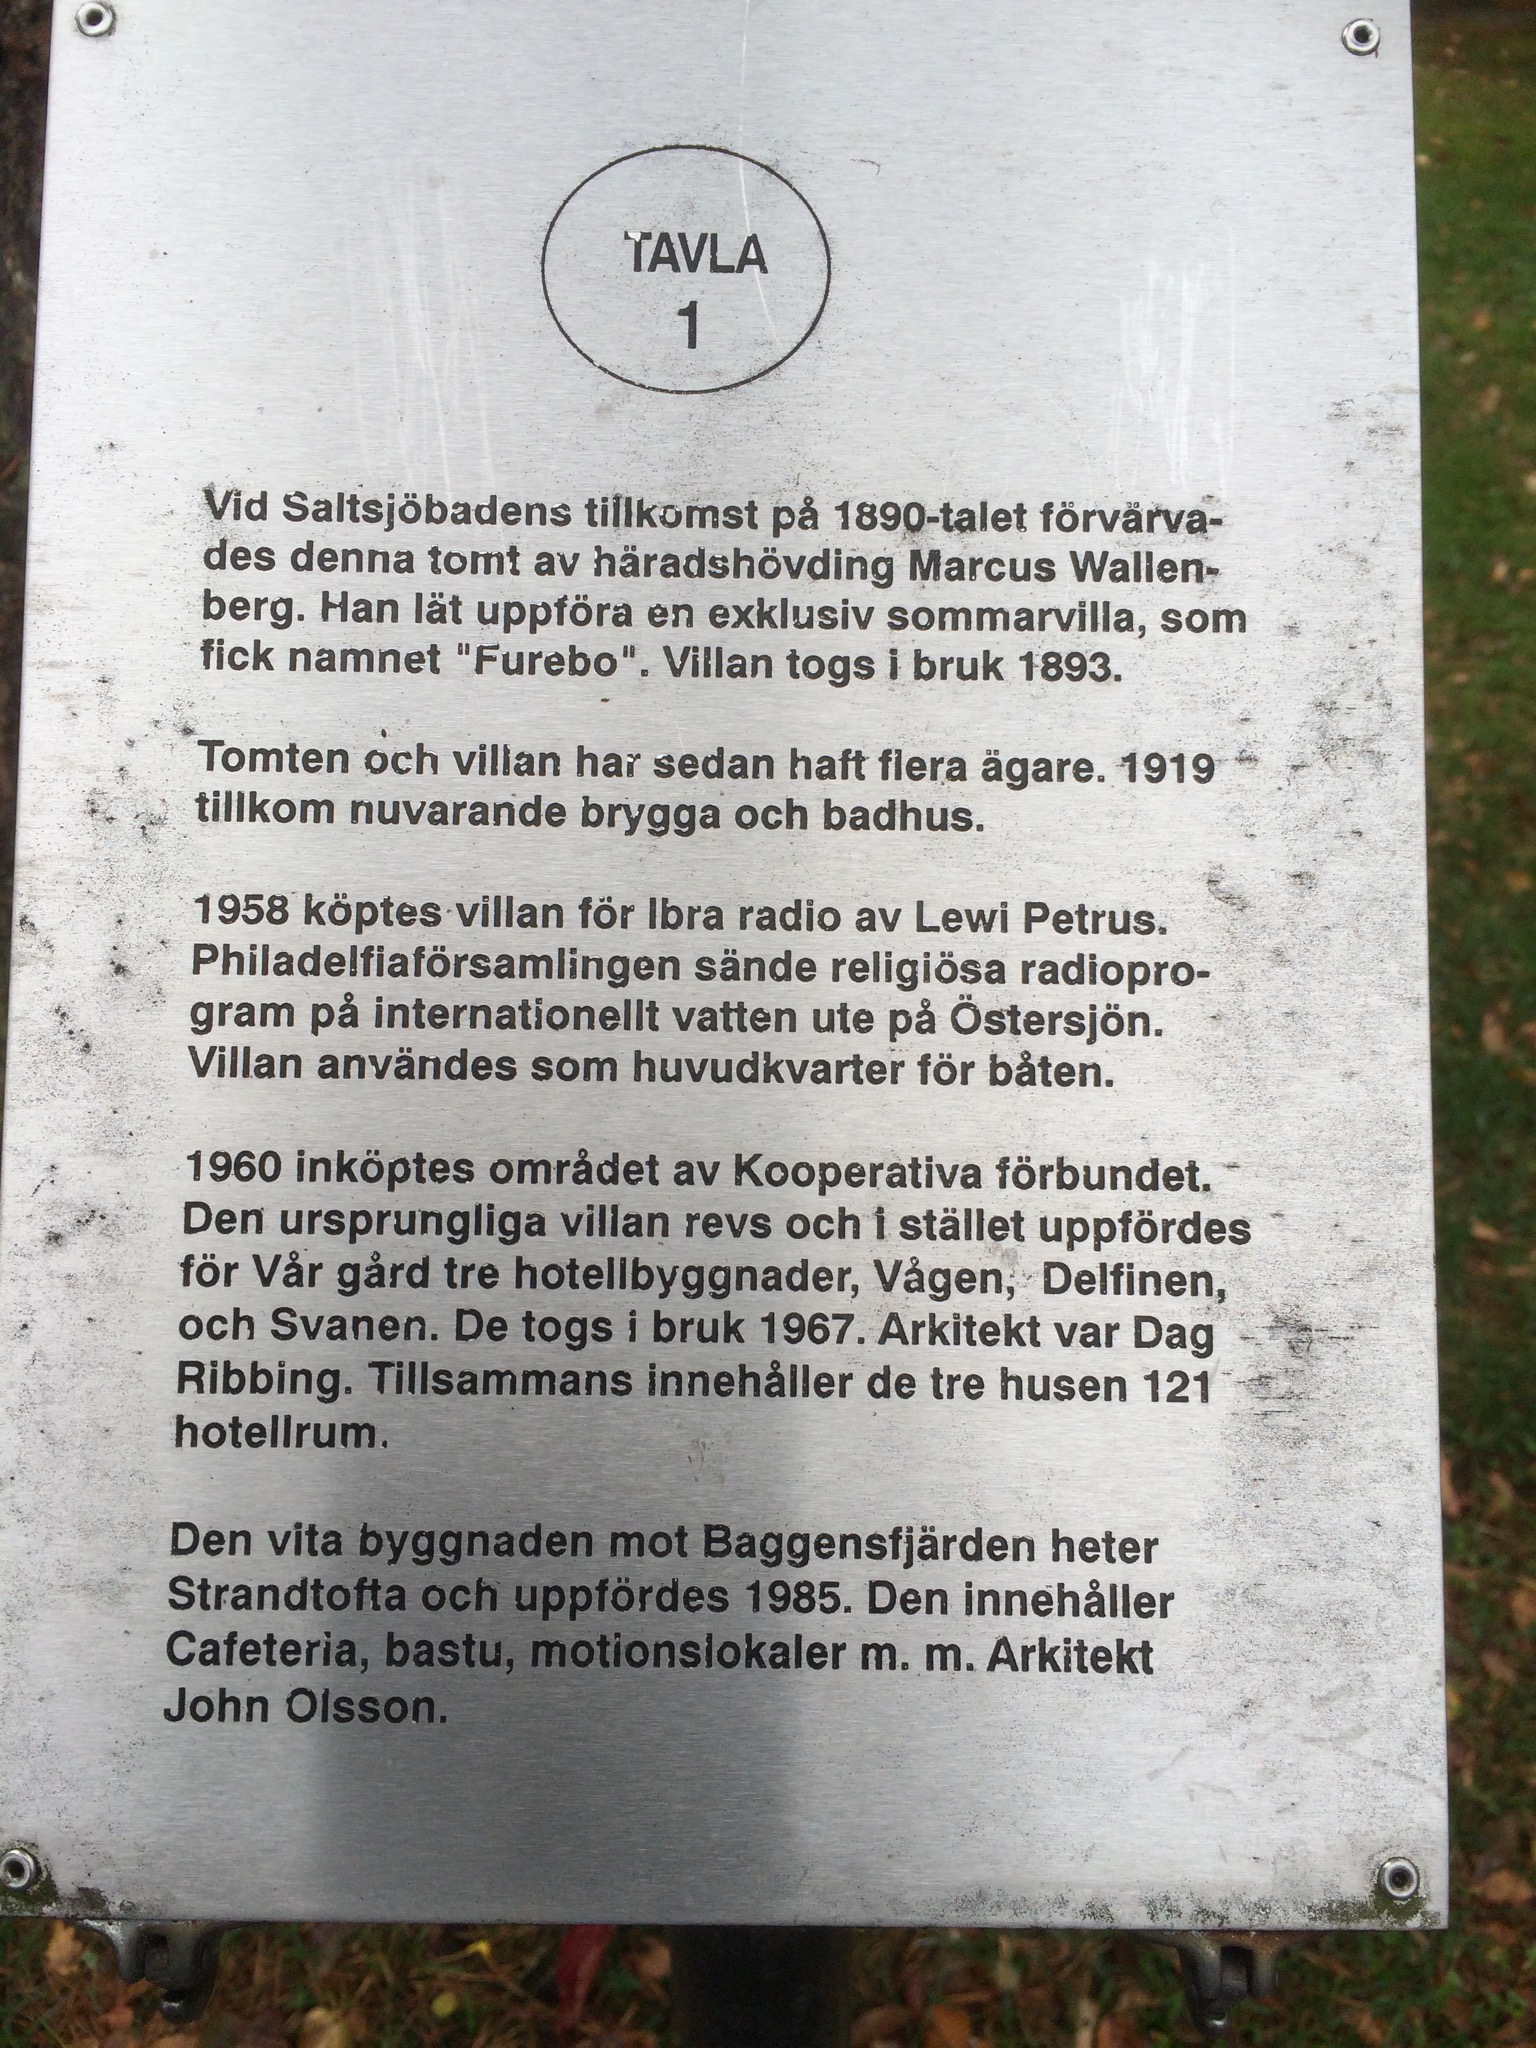 TAVLA
1
Vid Saltsjöbadens tillkomst på 1890-talet förvärva-
des denna tomt av häradshövding Marcus Wallen-
berg. Han lät uppföra en exklusiv sommarvilla, som
fick namnet "Furebo". Villan togs i bruk 1893.
Tomten och villan har sedan haft flera ägare. 1919
tillkom nuvarande brygga och badhus.
1958 köptes villan för Ibra radio av Lewi Petrus.
Philadelfiaförsamlingen sände religiösa radiopro-
gram på internationellt vatten ute på Östersjön.
Villan användes som huvudkvarter för båten.
1960 inköptes området av Kooperativa förbundet.
Den ursprungliga villan revs och i stället uppfördes
för Vår gård tre hotellbyggnader, Vågen, Delfinen,
och Svanen. De togs i bruk 1967. Arkitekt var Dag
Ribbing. Tillsammans innehåller de tre husen 121
hotellrum.
Den vita byggnaden mot Baggensfjärden heter
Strandtofta och uppfördes 1985. Den innehåller
Cafeteria, bastu, motionslokaler m. m. Arkitekt
John Olsson.